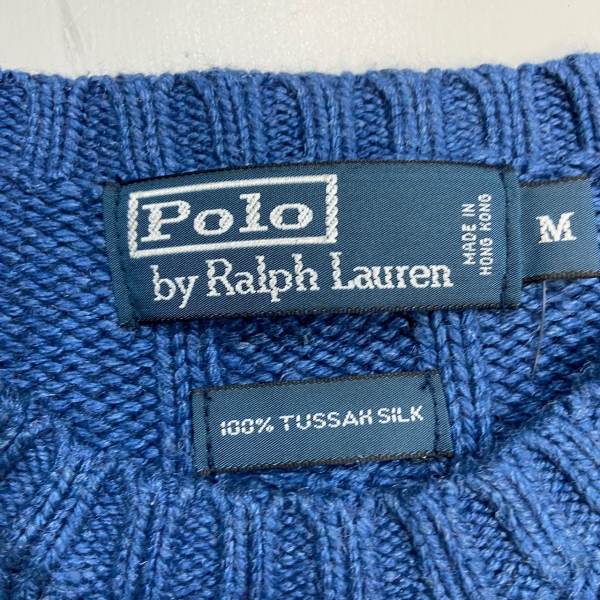 Polo
by Ralph Lauren
MADE IN
HONG KONG
M
100% TUSSAH SILK